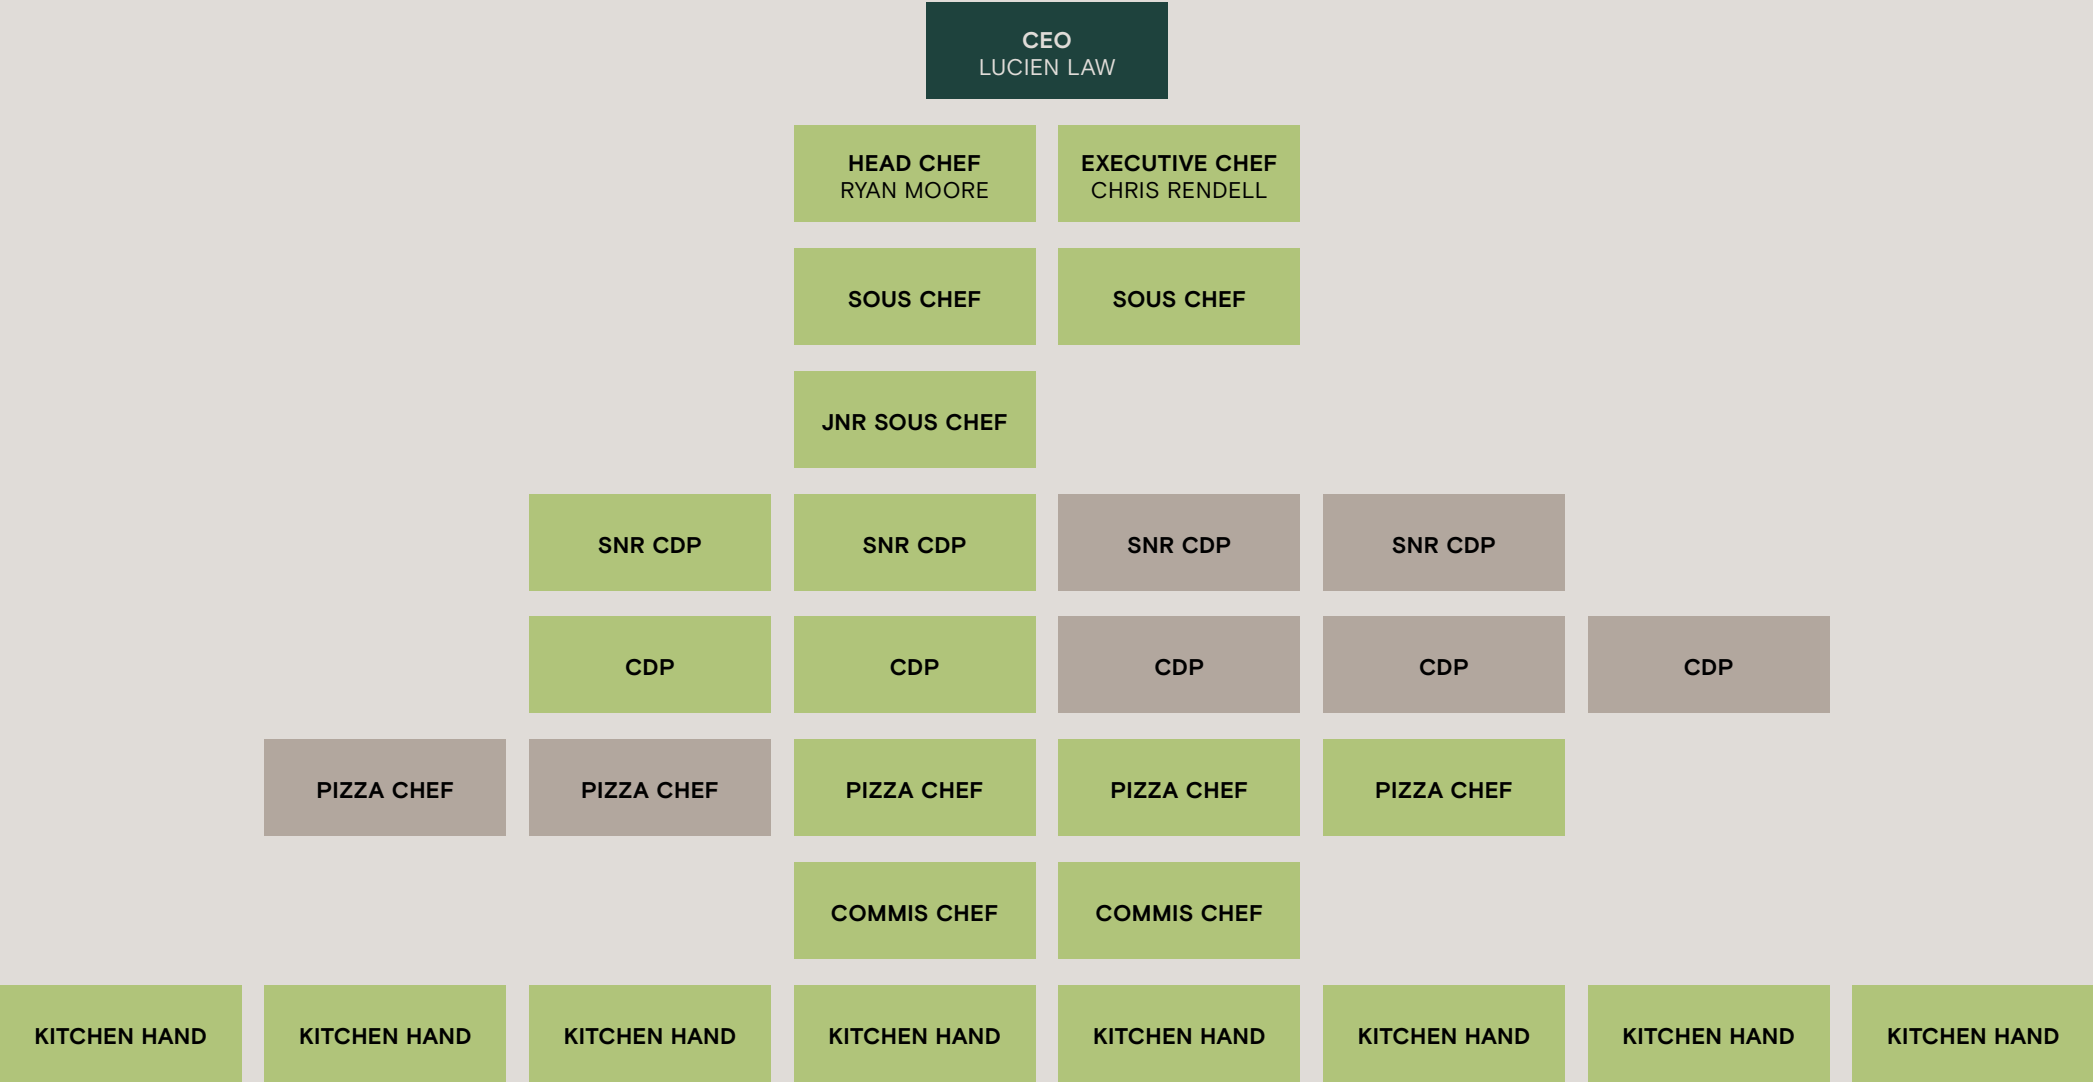 CEO
LUCIEN LAW
HEAD CHEF
RYAN MOORE
EXECUTIVE CHEF
CHRIS RENDELL
SOUS CHEF
SOUS CHEF
JNR SOUS CHEF
SNR CDP
SNR CDP
SNR CDP
SNR CDP
CDP
CDP
CDP
CDP
CDP
PIZZA CHEF
PIZZA CHEF
PIZZA CHEF
PIZZA CHEF
PIZZA CHEF
COMMIS CHEF
COMMIS CHEF
KITCHEN HAND
KITCHEN HAND
KITCHEN HAND
KITCHEN HAND
KITCHEN HAND
KITCHEN HAND
KITCHEN HAND
KITCHEN HAND